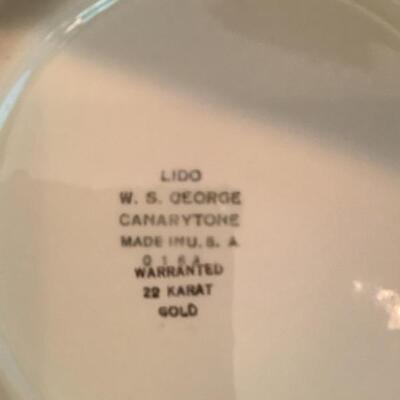 LIDO
W. S. GEORGE
CANARYTONE
MADE IN U. S. A
WARRANTED
22 KARAT
GOLD